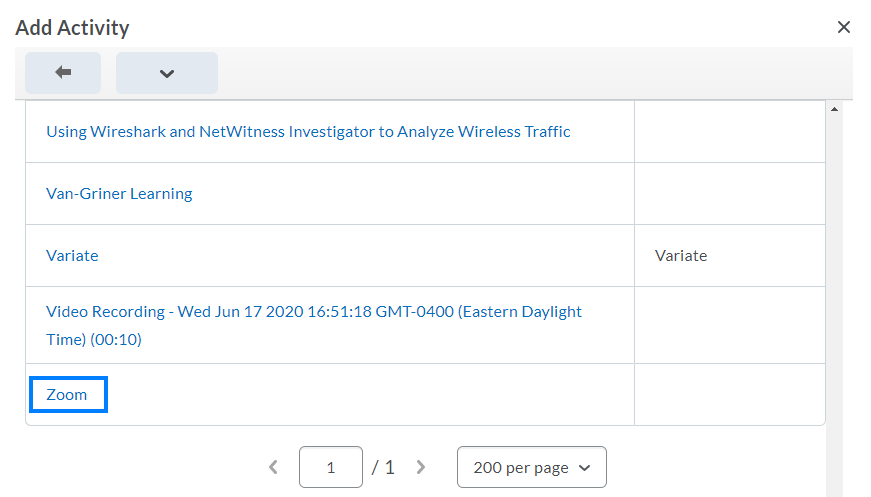 Add Activity
Using Wireshark and NetWitness Investigator to Analyze Wireless Traffic
Van-Griner Learning
Variate
Variate
Video Recording - Wed Jun 17 2020 16:51:18 GMT-0400 (Eastern Daylight
Time) (00:10)
Zoom
1 / 1 200 per page